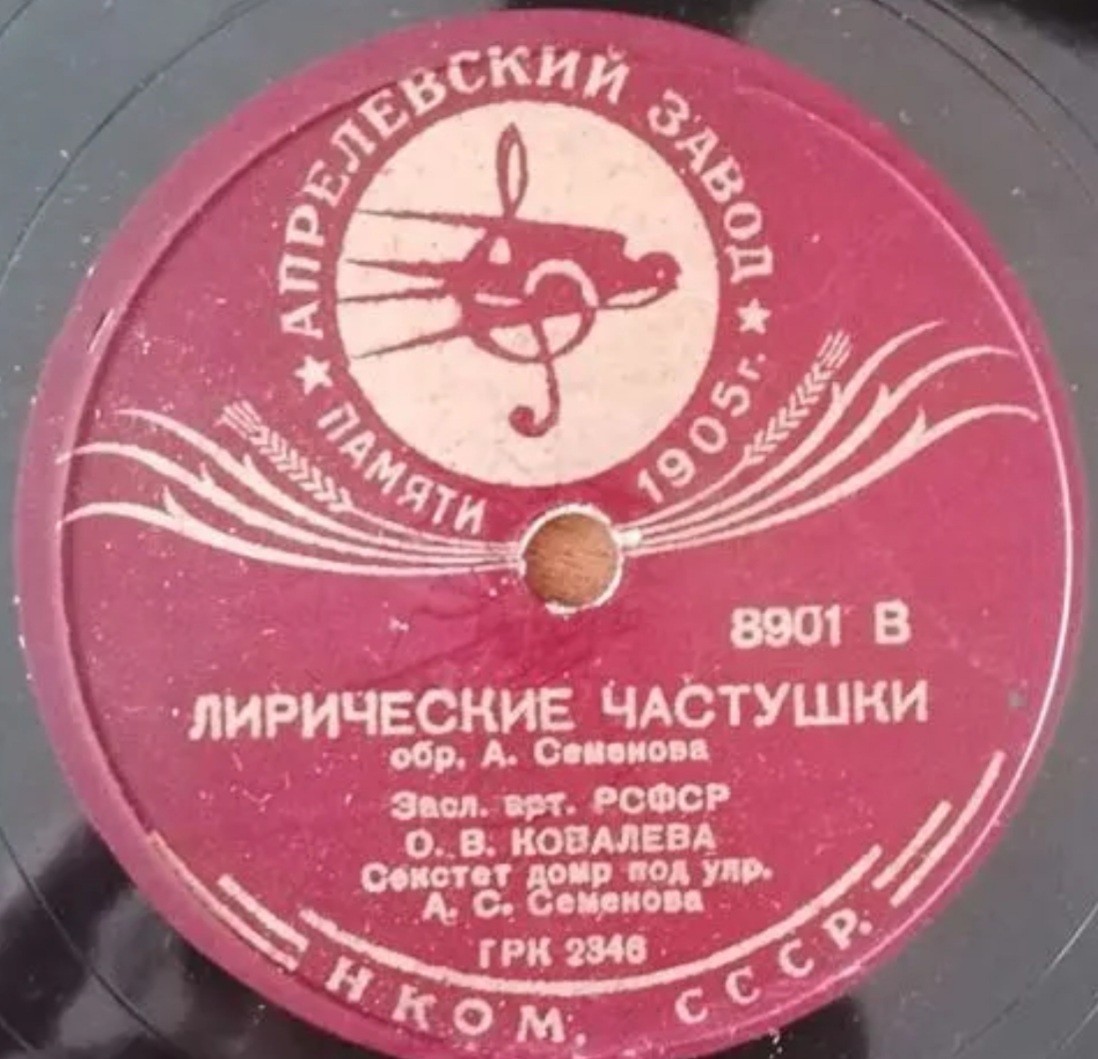 АПРЕЛЕВСКИЙ ЗАВОД
★ ПАМЯТИ 1905 г. ★
8901 В
ЛИРИЧЕСКИЕ ЧАСТУШКИ
обр. А. Семенова
Засл. арт. РСФСР
О. В. КОВАЛЕВА
Секстет домр под упр.
А. С. Семенова
ГРК 2346
НКОМ. СССР.